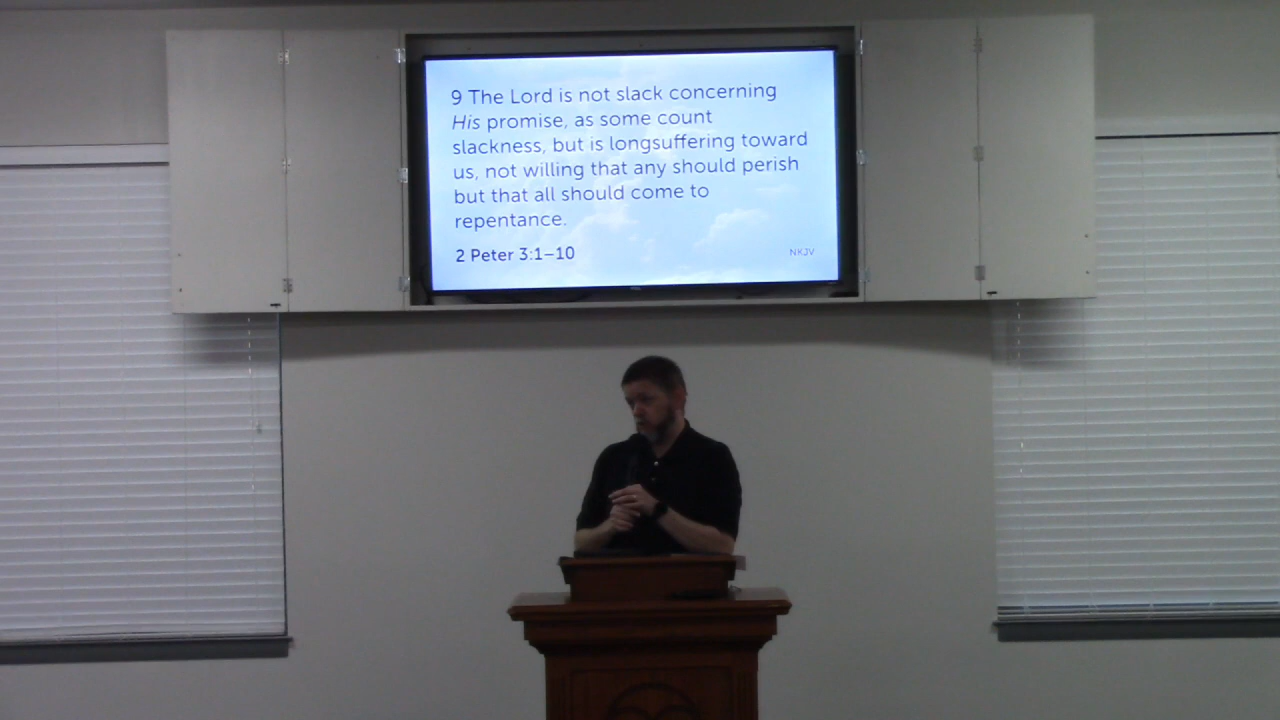 9 The Lord is not slack concerning
His promise, as some count
slackness, but is longsuffering toward
us, not willing that any should perish
but that all should come to
repentance.
2 Peter 3:1–10
NKJV